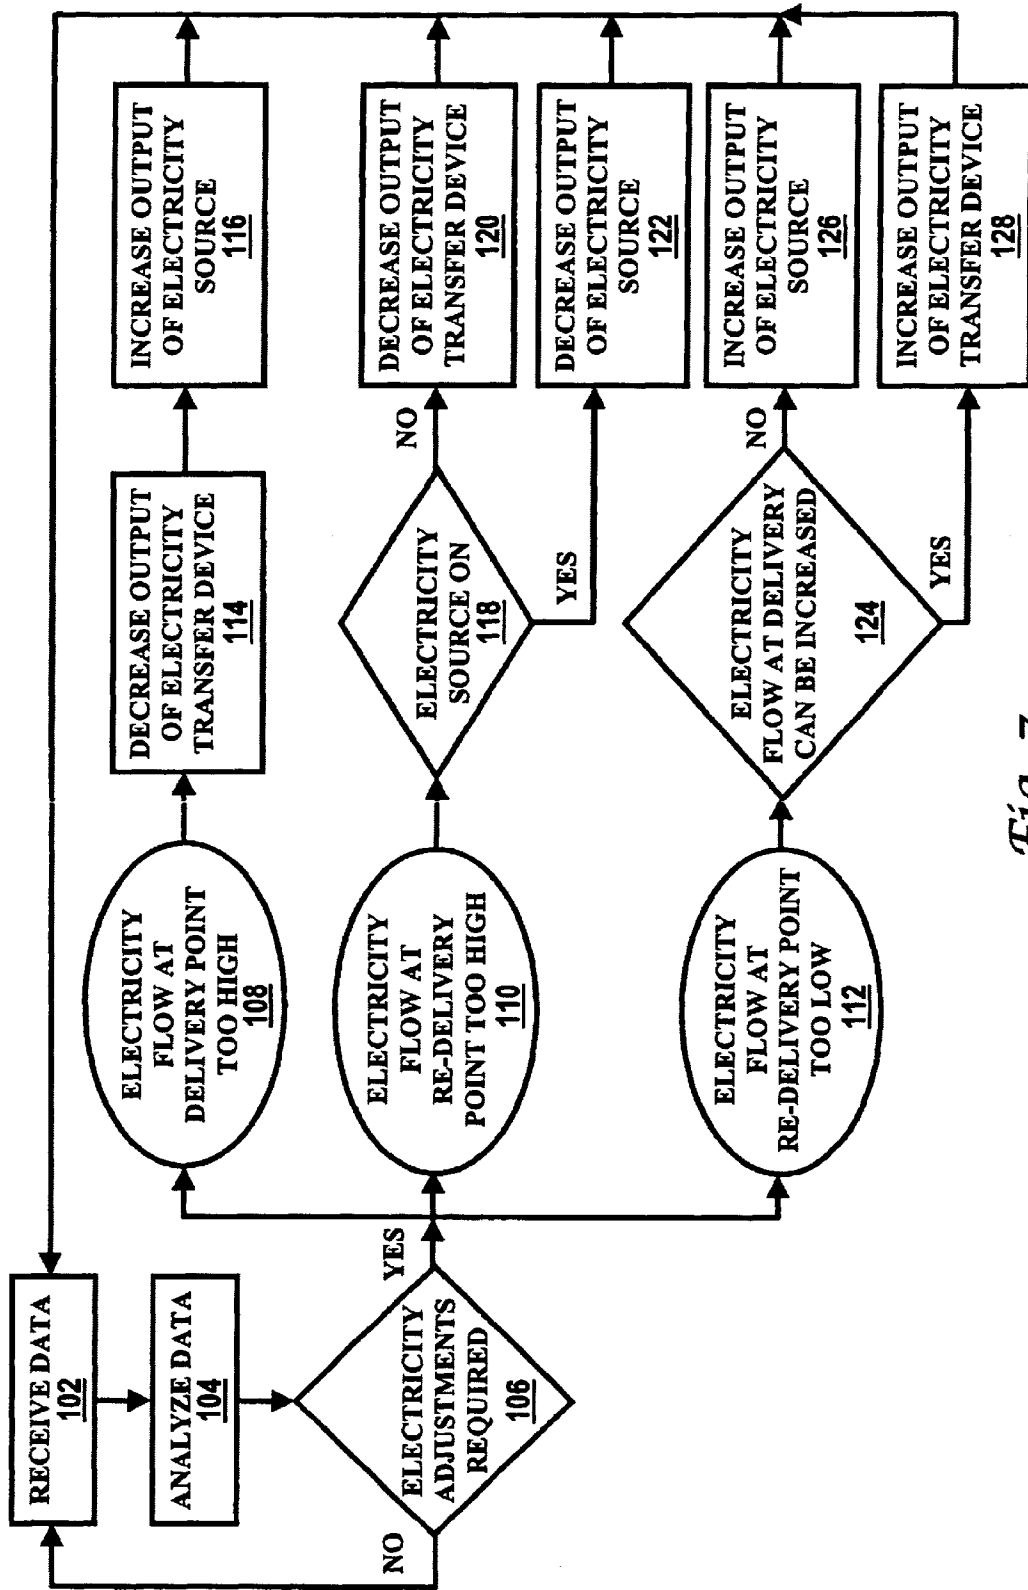 RECEIVE DATA
102
ANALYZE DATA
104
ELECTRICITY
ADJUSTMENTS
REQUIRED
106
NO
YES
ELECTRICITY
FLOW AT
DELIVERY POINT
TOO HIGH
108
DECREASE OUTPUT
OF ELECTRICITY
TRANSFER DEVICE
114
INCREASE OUTPUT
OF ELECTRICITY
SOURCE
116
ELECTRICITY
FLOW AT
RE-DELIVERY
POINT TOO HIGH
110
ELECTRICITY
SOURCE ON
118
NO
YES
DECREASE OUTPUT
OF ELECTRICITY
TRANSFER DEVICE
120
DECREASE OUTPUT
OF ELECTRICITY
SOURCE
122
ELECTRICITY
FLOW AT
RE-DELIVERY POINT
TOO LOW
112
ELECTRICITY
FLOW AT DELIVERY
CAN BE INCREASED
124
NO
YES
INCREASE OUTPUT
OF ELECTRICITY
SOURCE
126
INCREASE OUTPUT
OF ELECTRICITY
TRANSFER DEVICE
128
Fig. 7